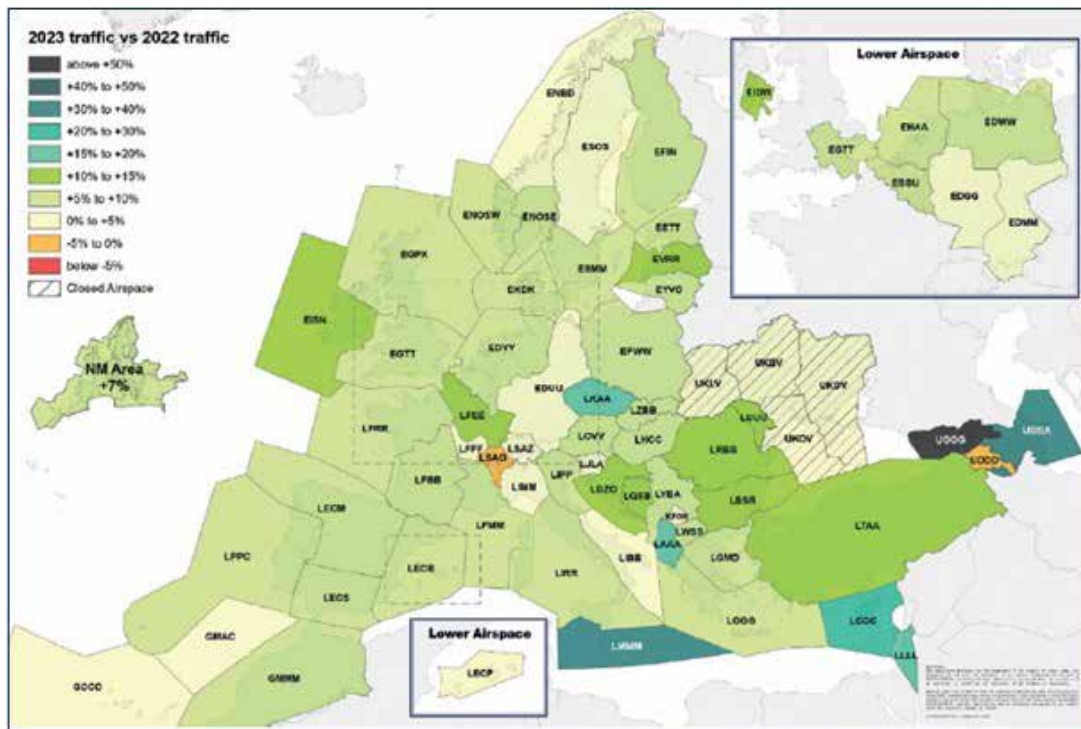 2023 traffic vs 2022 traffic
above +50%
+40% to +50%
+30% to +40%
+20% to +30%
+15% to +20%
+10% to +15%
+5% to +10%
0% to +5%
-5% to 0%
below -5%
Closed Airspace
NM Area
+7%
Lower Airspace
EIDW
EHAA
EDWW
EGTT
EBBU
EDGG
EDMM
ENBD
ESOS
EFIN
ENOSW
ENOSE
EETT
EGPX
EVRR
ESMM
EYVC
EKDK
EISN
EGTT
EDYY
EPWW
EDUU
LKAA
UKLV
UKBV
UKDV
LZBB
LUUU
UKOV
LFEE
LOVV
LHCC
LRBB
UGGG
UBBA
LFRR
LFFF
LSAG
LSAZ
LJLA
LFBB
LIMM
LIPP
LDZO
LQSB
LYBA
LBSR
KFOR
LWSS
LAAA
LTAA
LECM
LFMM
LIBB
LGMD
LPPC
LECB
LIRR
LECS
LGGG
LCCC
LLLL
GMAC
LMMM
GCCC
GMMM
Lower Airspace
LECP